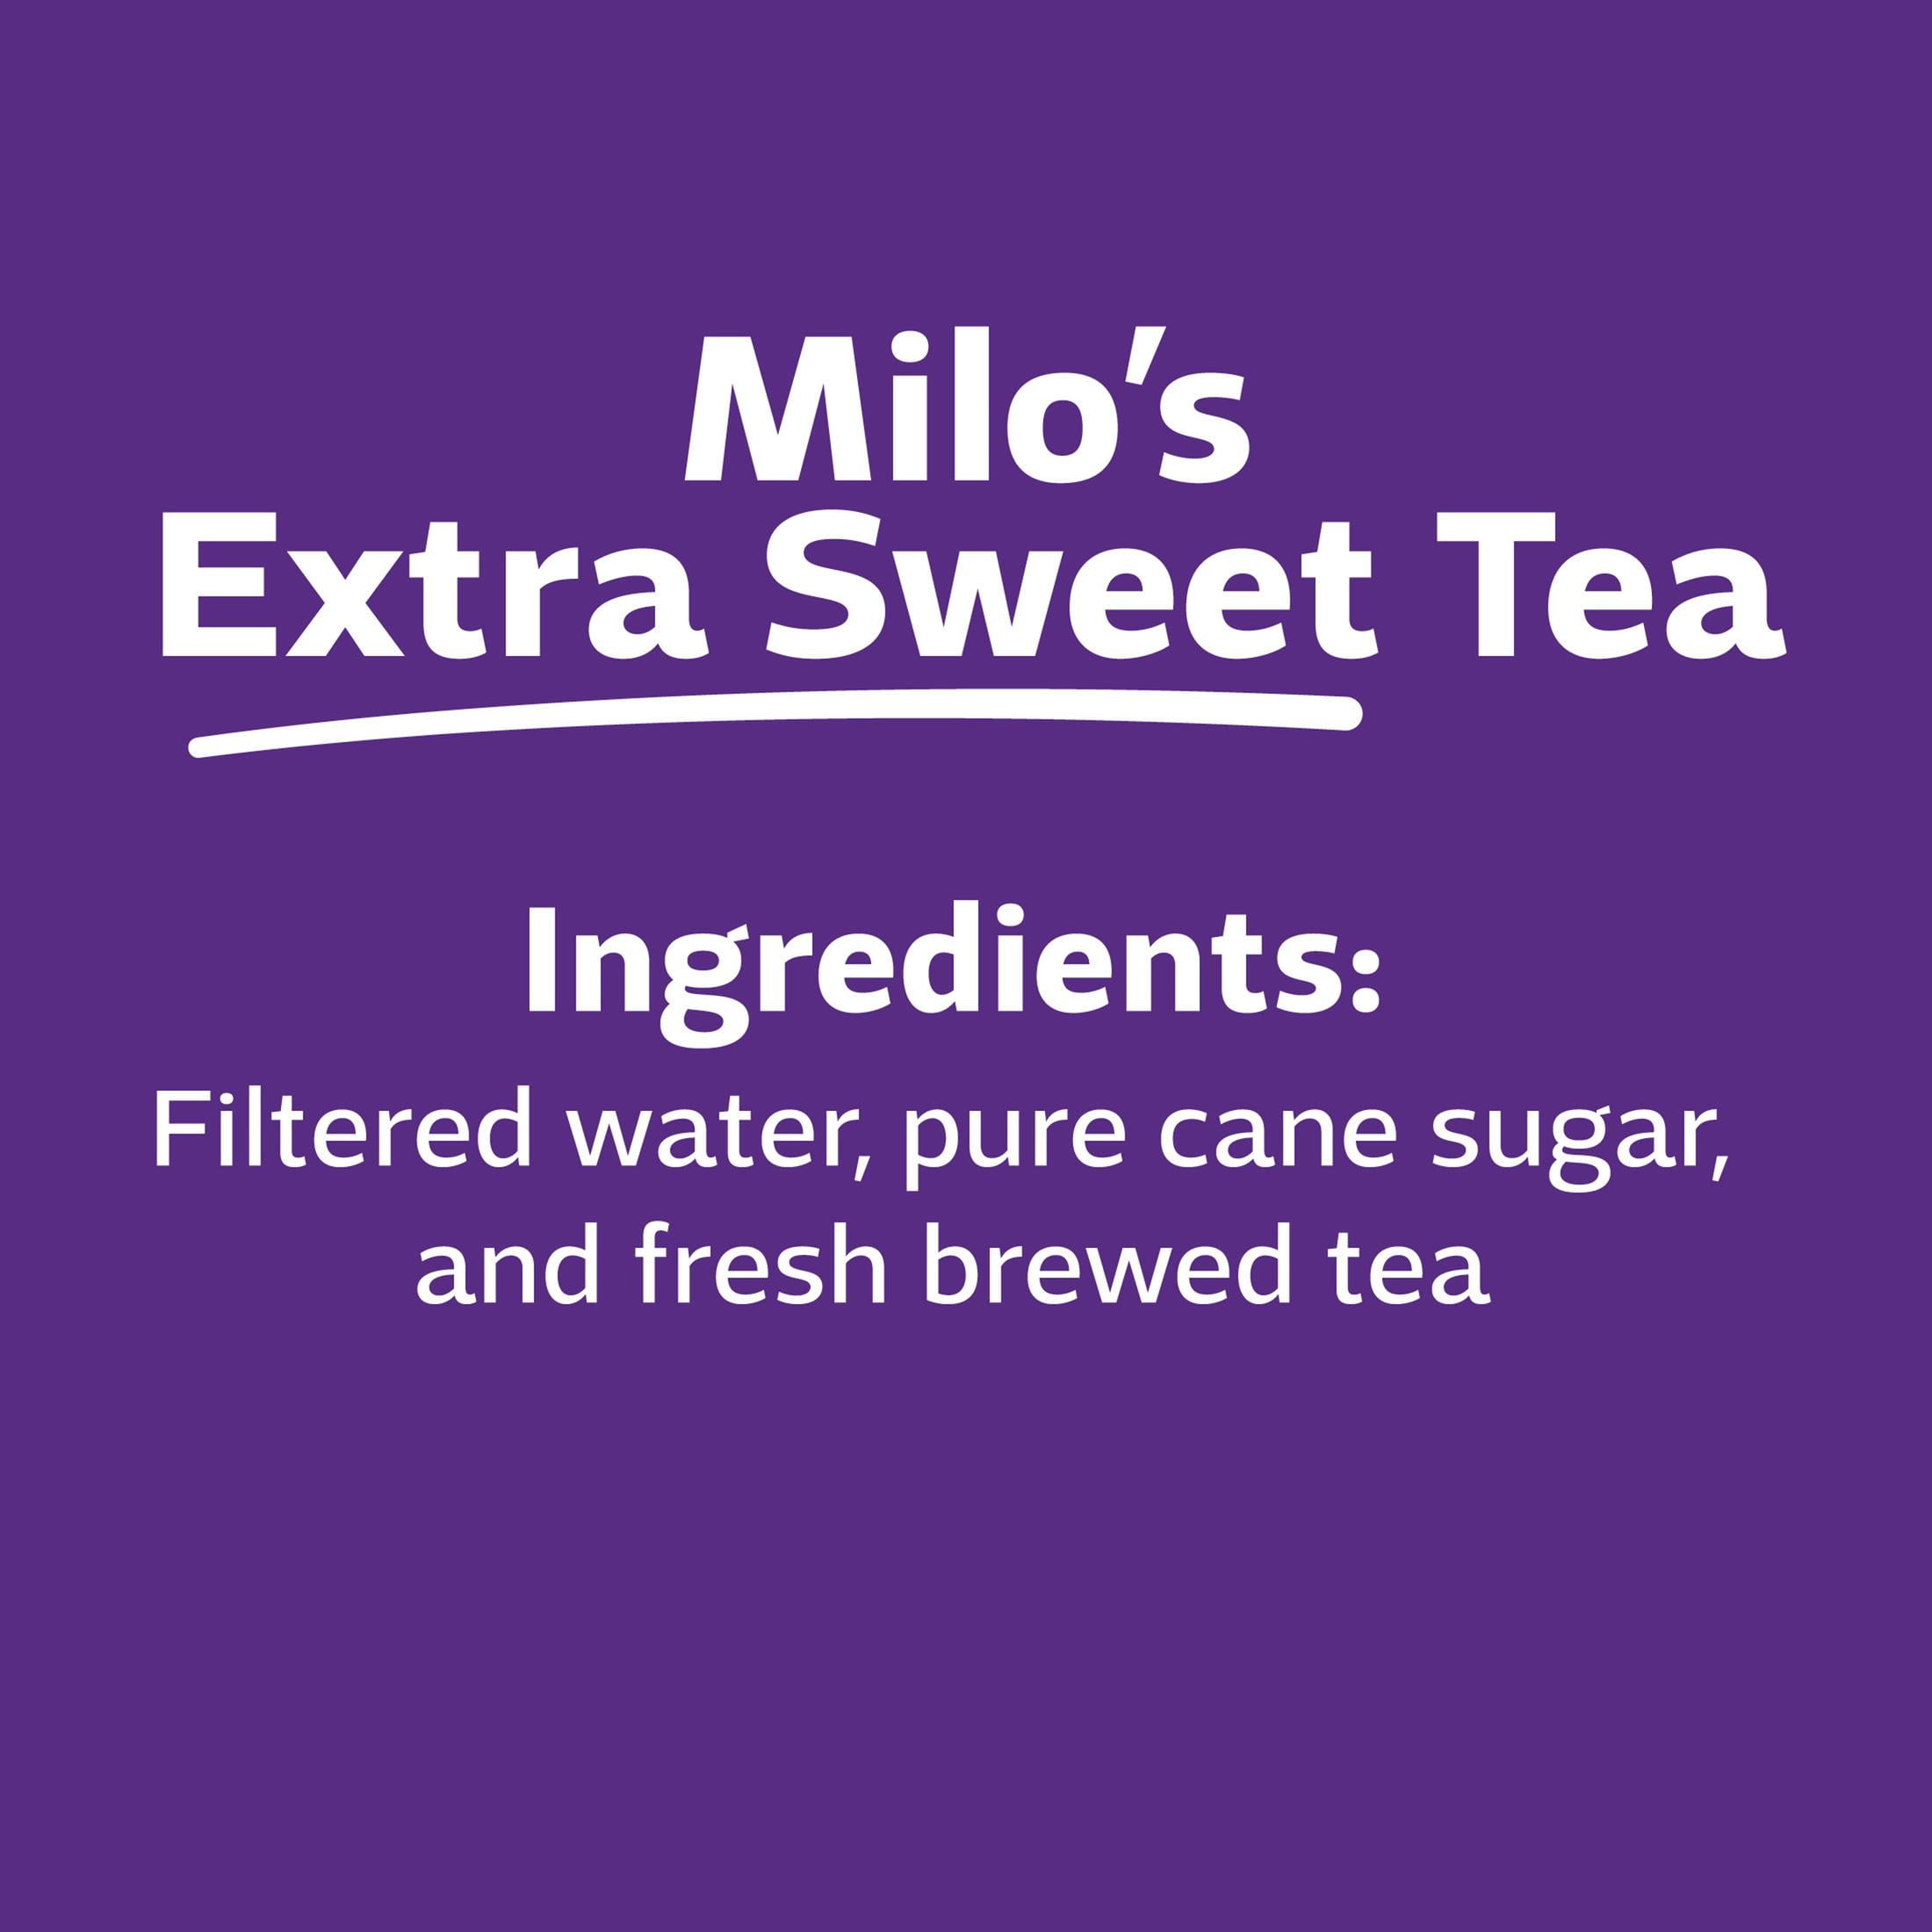 Milo’s
Extra Sweet Tea
Ingredients:
Filtered water, pure cane sugar,
and fresh brewed tea